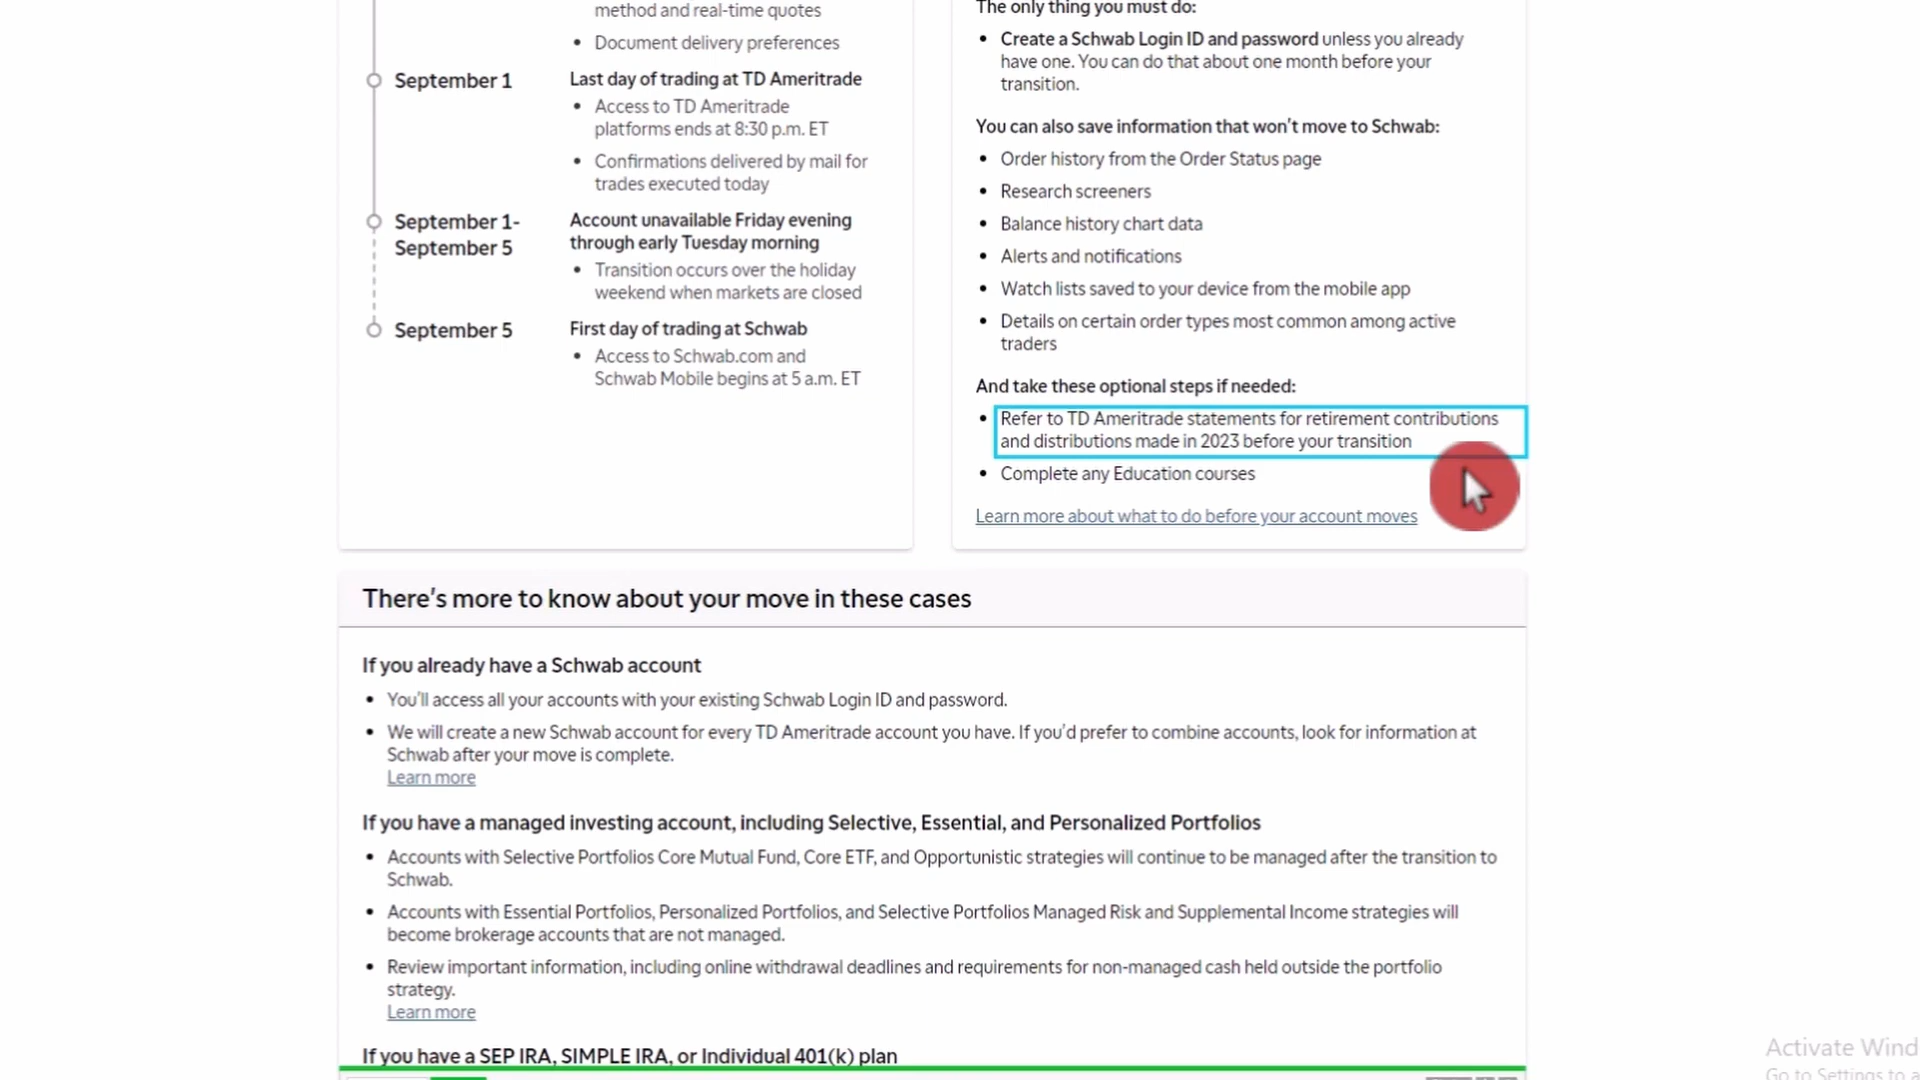 method and real-time quotes
• Document delivery preferences
September 1
Last day of trading at TD Ameritrade
• Access to TD Ameritrade
platforms ends at 8:30 p.m. ET
• Confirmations delivered by mail for
trades executed today
September 1-
September 5
Account unavailable Friday evening
through early Tuesday morning
• Transition occurs over the holiday
weekend when markets are closed
September 5
First day of trading at Schwab
• Access to Schwab.com and
Schwab Mobile begins at 5 a.m. ET
The only thing you must do:
• Create a Schwab Login ID and password unless you already
have one. You can do that about one month before your
transition.
You can also save information that won't move to Schwab:
• Order history from the Order Status page
• Research screeners
• Balance history chart data
• Alerts and notifications
• Watch lists saved to your device from the mobile app
• Details on certain order types most common among active
traders
And take these optional steps if needed:
• Refer to TD Ameritrade statements for retirement contributions
and distributions made in 2023 before your transition
• Complete any Education courses
Learn more about what to do before your account moves
There's more to know about your move in these cases
If you already have a Schwab account
• You'll access all your accounts with your existing Schwab Login ID and password.
• We will create a new Schwab account for every TD Ameritrade account you have. If you'd prefer to combine accounts, look for information at
Schwab after your move is complete.
Learn more
If you have a managed investing account, including Selective, Essential, and Personalized Portfolios
• Accounts with Selective Portfolios Core Mutual Fund, Core ETF, and Opportunistic strategies will continue to be managed after the transition to
Schwab.
• Accounts with Essential Portfolios, Personalized Portfolios, and Selective Portfolios Managed Risk and Supplemental Income strategies will
become brokerage accounts that are not managed.
• Review important information, including online withdrawal deadlines and requirements for non-managed cash held outside the portfolio
strategy.
Learn more
If you have a SEP IRA, SIMPLE IRA, or Individual 401(k) plan
Activate Wind
Go to Settings to a